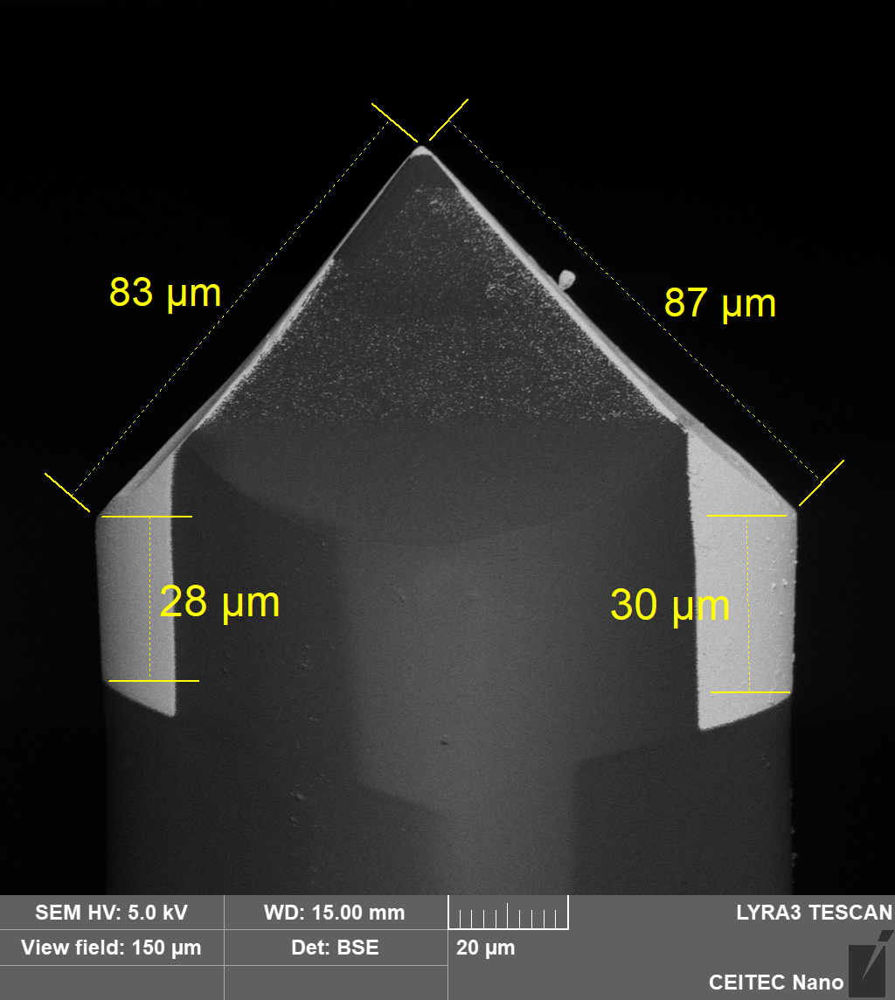 83 µm
87 µm
28 µm
30 µm
SEM HV: 5.0 kV
WD: 15.00 mm
LYRA3 TESCAN
View field: 150 µm
Det: BSE
20 µm
CEITEC Nano